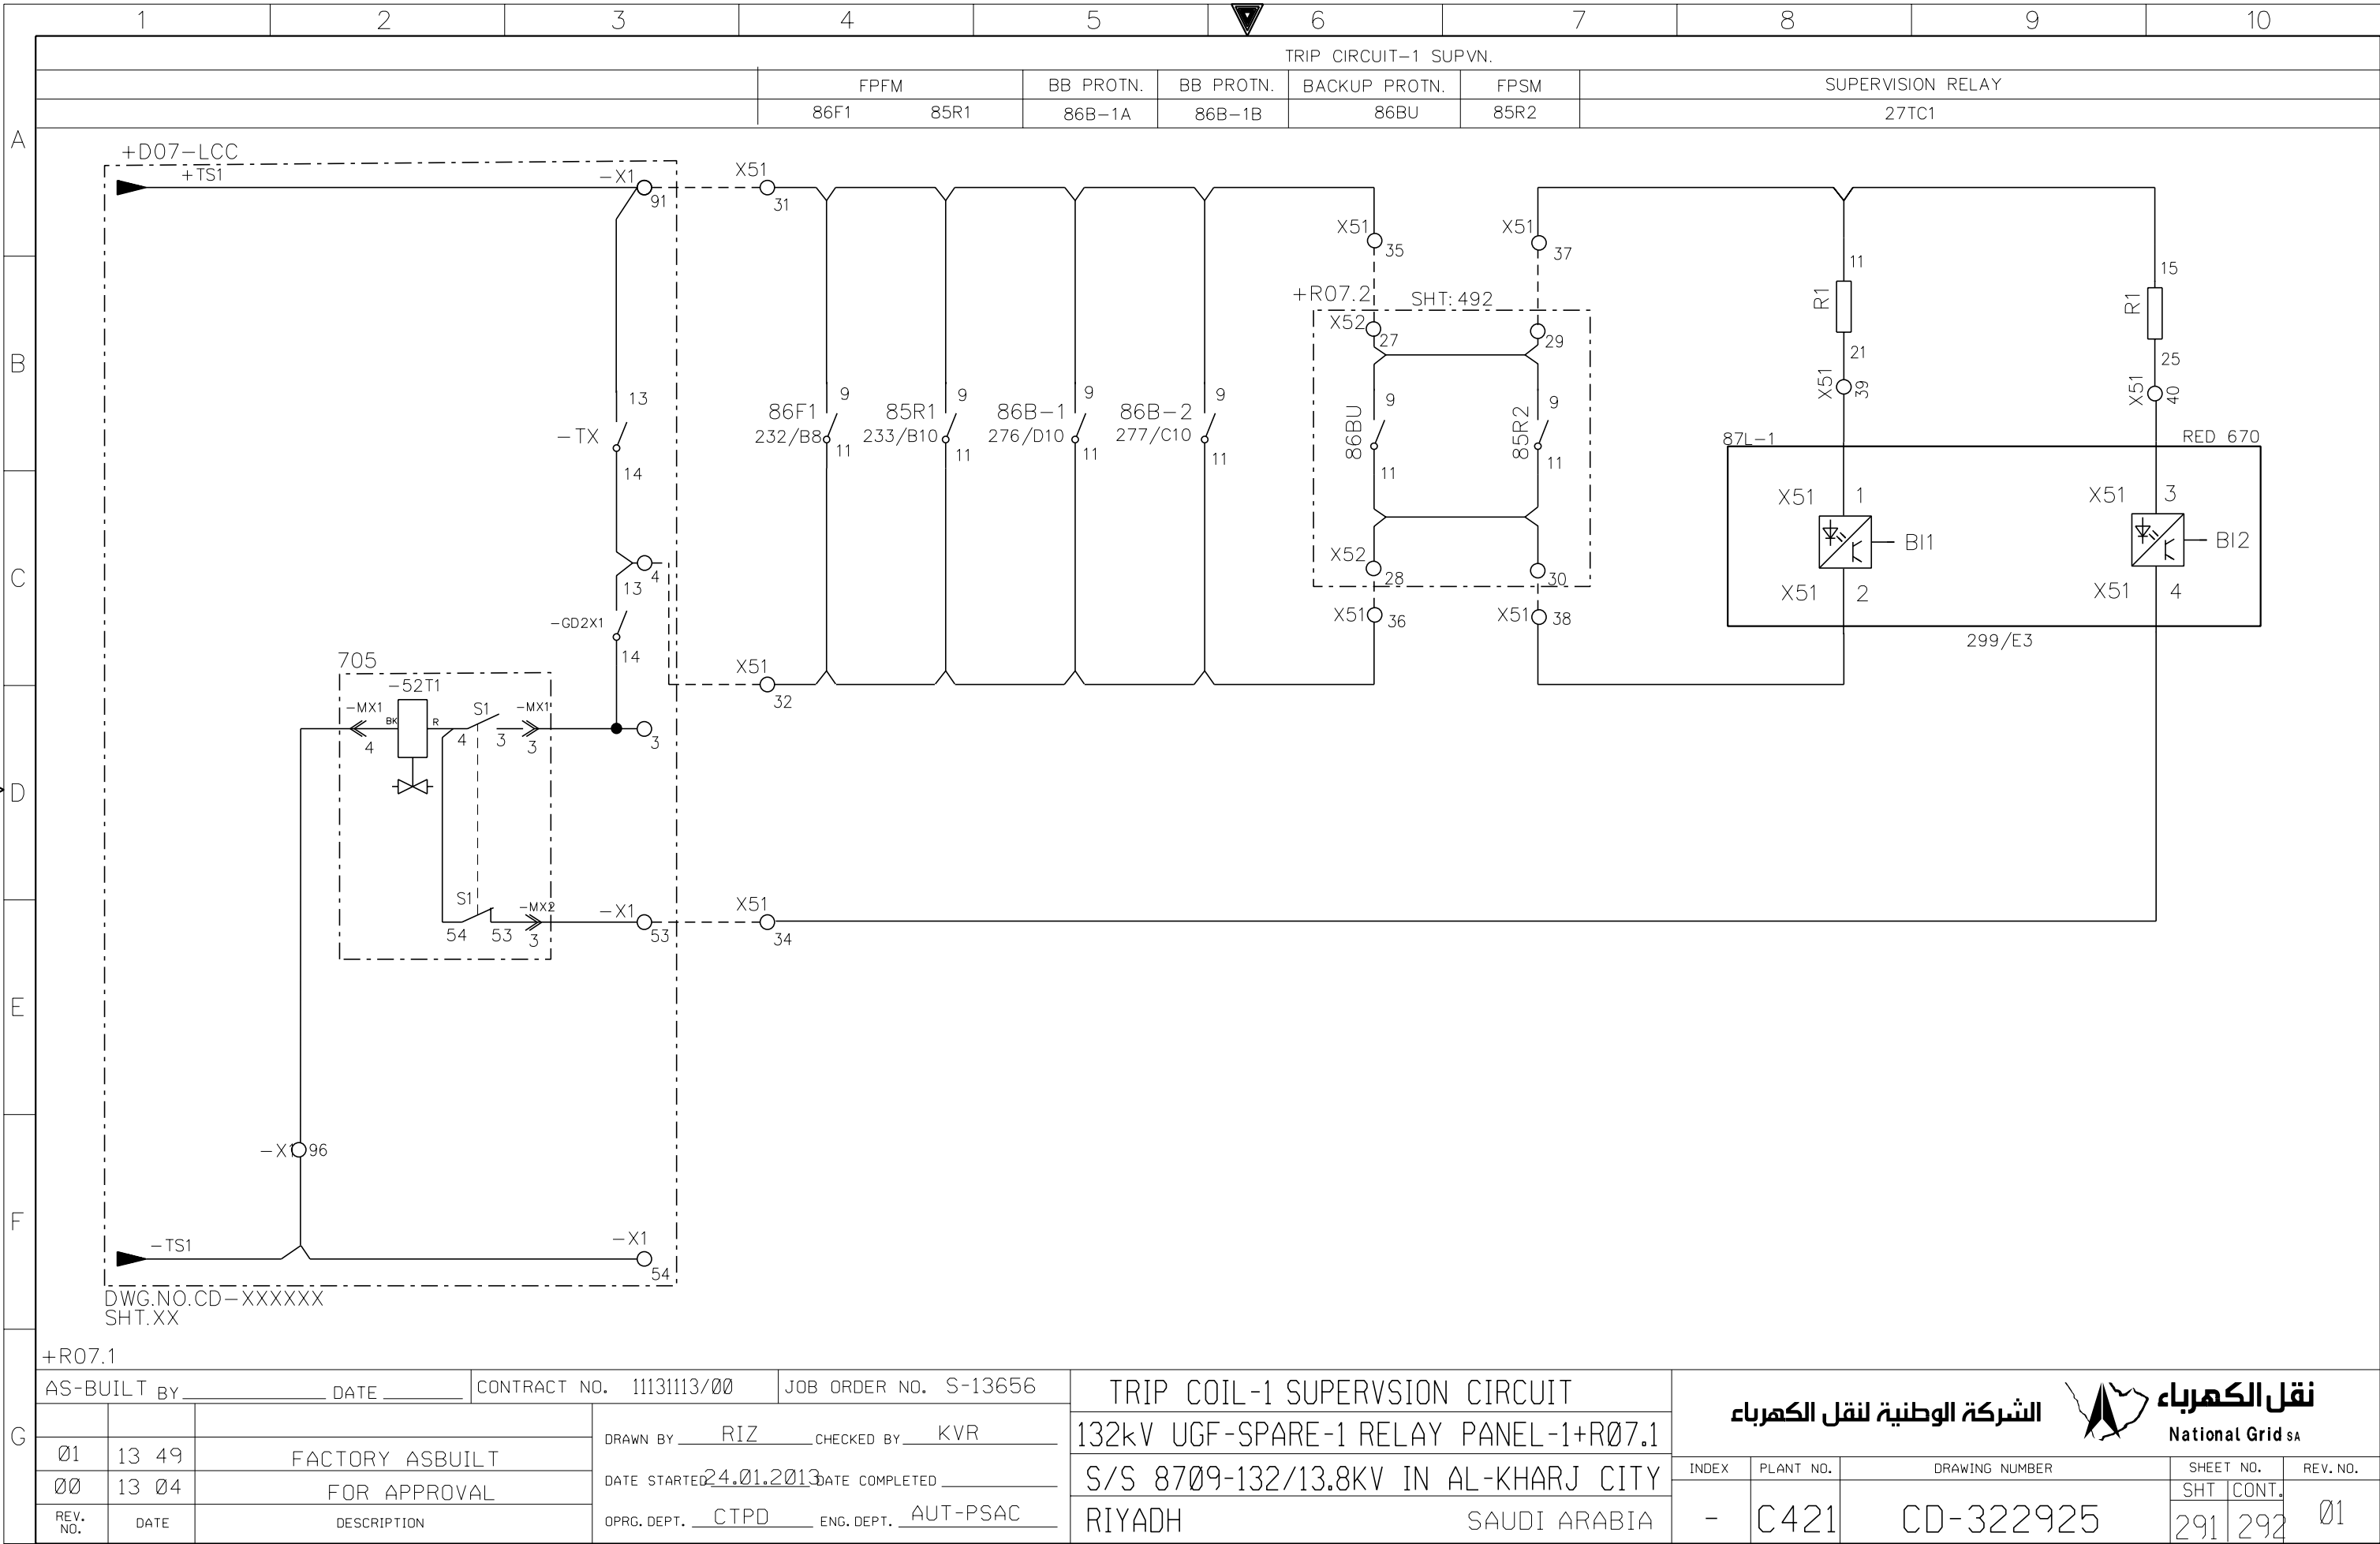 1 2 3 4 5 6 7 8 9 10
TRIP CIRCUIT-1 SUPVN.
FPFM BB PROTN. BB PROTN. BACKUP PROTN. FPSM SUPERVISION RELAY
86F1 85R1 86B-1A 86B-1B 86BU 85R2 27TC1
A
B
C
D
E
F
G
+D07-LCC
+TS1
-X1
91
X51
31
X51
35
X51
37
+R07.2
SHT:492
X52
27
29
11
R1
21
X51
39
15
R1
25
X51
40
13
-TX
14
86F1
232/B8
9
11
85R1
233/B10
9
11
86B-1
276/D10
9
11
86B-2
277/C10
9
11
86BU
9
11
85R2
9
11
87L-1
RED 670
X51 1
BI1
X51 2
X51 3
BI2
X51 4
299/E3
4
13
-GD2X1
14
X52
28
30
X51
36
X51
38
X51
32
705
-52T1
-MX1
4
BK
R
S1
4
3
-MX1
3
3
S1
54
53
-MX2
3
-X1
53
X51
34
-X1
96
-TS1
-X1
54
DWG.NO.CD-XXXXXX
SHT.XX
+R07.1
AS-BUILT BY DATE
CONTRACT NO. 11131113/00
JOB ORDER NO. S-13656
01 13 49 FACTORY ASBUILT
00 13 04 FOR APPROVAL
REV. NO. DATE DESCRIPTION
DRAWN BY RIZ CHECKED BY KVR
DATE STARTED 24.01.2013 DATE COMPLETED
OPRG. DEPT. CTPD ENG. DEPT. AUT-PSAC
TRIP COIL-1 SUPERVSION CIRCUIT
132kV UGF-SPARE-1 RELAY PANEL-1+RØ7.1
S/S 8709-132/13.8KV IN AL-KHARJ CITY
RIYADH SAUDI ARABIA
الشركة الوطنية لنقل الكهرباء
نقل الكهرباء
National Grid SA
INDEX PLANT NO. DRAWING NUMBER SHEET NO. REV. NO.
SHT CONT.
- C421 CD-322925 291 292 Ø1